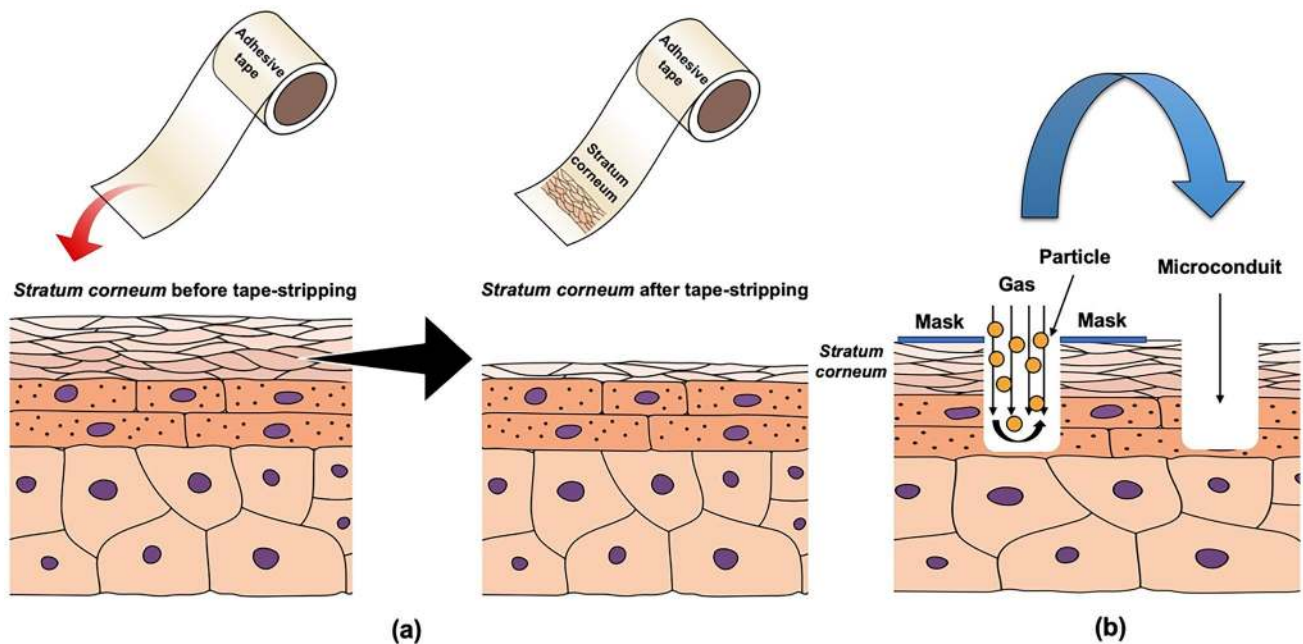 Adhesive
tape
Stratum corneum before tape-stripping
Adhesive
tape
Stratum
corneum
Stratum corneum after tape-stripping
(a)
Particle
Gas
Microconduit
Mask
Mask
Stratum
corneum
(b)